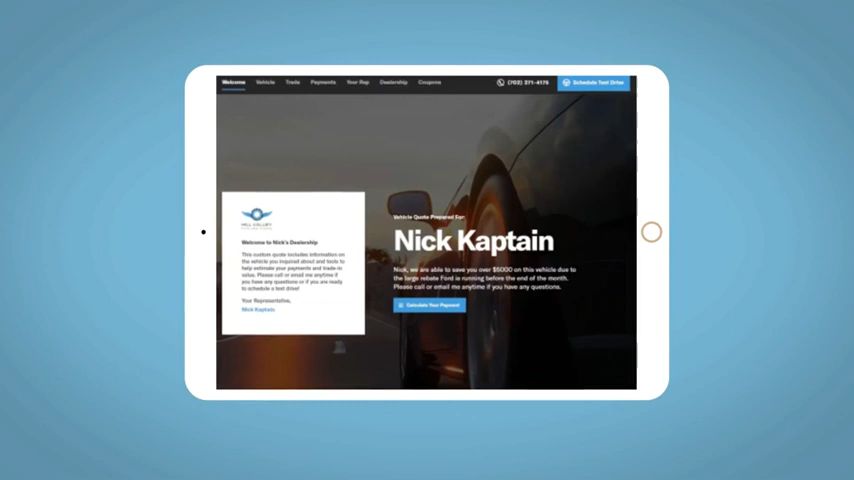 Welcome Vehicle Trade Payments Your Rep Dealership Coupons (702) 271-4175 Schedule Test Drive
HILL VALLEY
Welcome to Nick's Dealership
This custom quote includes information on
the vehicle you inquired about and tools to
help estimate your payments and trade-in
value. Please call or email me anytime if
you have any questions or if you are ready
to schedule a test drive!
Your Representative,
Nick Kaptain
Vehicle Quote Prepared For:
Nick Kaptain
Nick, we are able to save you over $5000 on this vehicle due to
the large rebate Ford is running before the end of the month.
Please call or email me anytime if you have any questions.
Calculate Your Payment